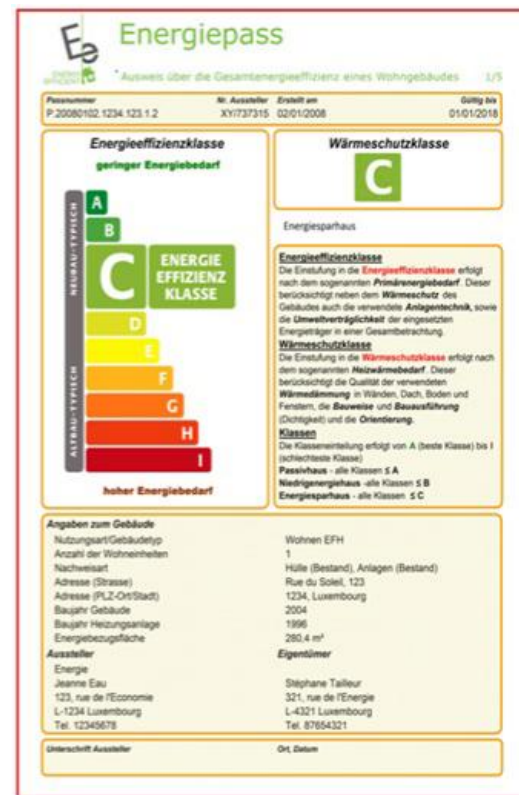 Energiepass
ENERGIE
EFFICIENT
Ausweis über die Gesamtenergieeffizienz eines Wohngebäudes 1/5
Passnummer Nr. Aussteller Erstellt am Gültig bis
P.20080102.1234.123.1.2 XYI737315 02/01/2008 01/01/2018
Energieeffizienzklasse
geringer Energiebedarf
NEUBAU-TYPISCH
ALTBAU-TYPISCH
A
B
C ENERGIE
EFFIZIENZ
KLASSE
D
E
F
G
H
I
hoher Energiebedarf
Wärmeschutzklasse
C
Energiesparhaus
Energieeffizienzklasse
Die Einstufung in die Energieeffizienzklasse erfolgt
nach dem sogenannten Primärenergiebedarf. Dieser
berücksichtigt neben dem Wärmeschutz des
Gebäudes auch die verwendete Anlagentechnik, sowie
die Umweltverträglichkeit der eingesetzten
Energieträger in einer Gesamtbetrachtung.
Wärmeschutzklasse
Die Einstufung in die Wärmeschutzklasse erfolgt nach
dem sogenannten Heizwärmebedarf. Dieser
berücksichtigt die Qualität der verwendeten
Wärmedämmung in Wänden, Dach, Boden und
Fenstern, die Bauweise und Bauausführung
(Dichtigkeit) und die Orientierung.
Klassen
Die Klasseneinteilung erfolgt von A (beste Klasse) bis I
(schlechteste Klasse)
Passivhaus - alle Klassen ≤ A
Niedrigenergiehaus -alle Klassen ≤ B
Energiesparhaus - alle Klassen ≤ C
Angaben zum Gebäude
Nutzungsart/Gebäudetyp Wohnen EFH
Anzahl der Wohneinheiten 1
Nachweisart Hülle (Bestand), Anlagen (Bestand)
Adresse (Strasse) Rue du Soleil, 123
Adresse (PLZ-Ort/Stadt) 1234, Luxembourg
Baujahr Gebäude 2004
Baujahr Heizungsanlage 1996
Energiebezugsfläche 280,4 m²
Aussteller Eigentümer
Energie
Jeanne Eau Stéphane Tailleur
123, rue de l'Economie 321, rue de l'Energie
L-1234 Luxembourg L-4321 Luxembourg
Tel. 12345678 Tel. 87654321
Unterschrift Aussteller Ort, Datum